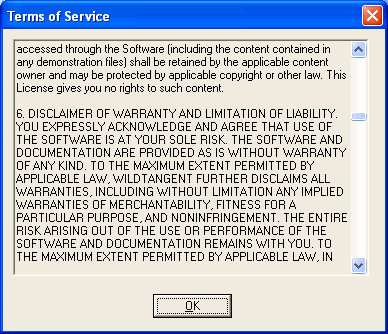 Terms of Service
accessed through the Software (including the content contained in
any demonstration files) shall be retained by the applicable content
owner and may be protected by applicable copyright or other law. This
License gives you no rights to such content.
6. DISCLAIMER OF WARRANTY AND LIMITATION OF LIABILITY.
YOU EXPRESSLY ACKNOWLEDGE AND AGREE THAT USE OF
THE SOFTWARE IS AT YOUR SOLE RISK. THE SOFTWARE AND
DOCUMENTATION ARE PROVIDED AS IS WITHOUT WARRANTY
OF ANY KIND. TO THE MAXIMUM EXTENT PERMITTED BY
APPLICABLE LAW, WILDTANGENT FURTHER DISCLAIMS ALL
WARRANTIES, INCLUDING WITHOUT LIMITATION ANY IMPLIED
WARRANTIES OF MERCHANTABILITY, FITNESS FOR A
PARTICULAR PURPOSE, AND NONINFRINGEMENT. THE ENTIRE
RISK ARISING OUT OF THE USE OR PERFORMANCE OF THE
SOFTWARE AND DOCUMENTATION REMAINS WITH YOU. TO
THE MAXIMUM EXTENT PERMITTED BY APPLICABLE LAW, IN
OK